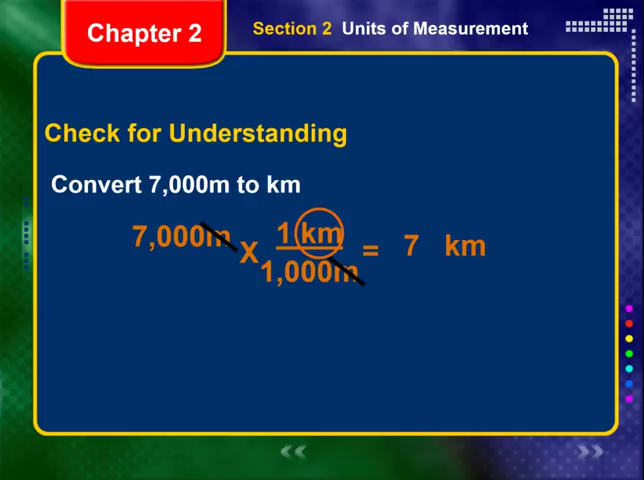 Chapter 2
Section 2 Units of Measurement
Check for Understanding
Convert 7,000m to km
7,000m X 1 km = 7 km
1,000m